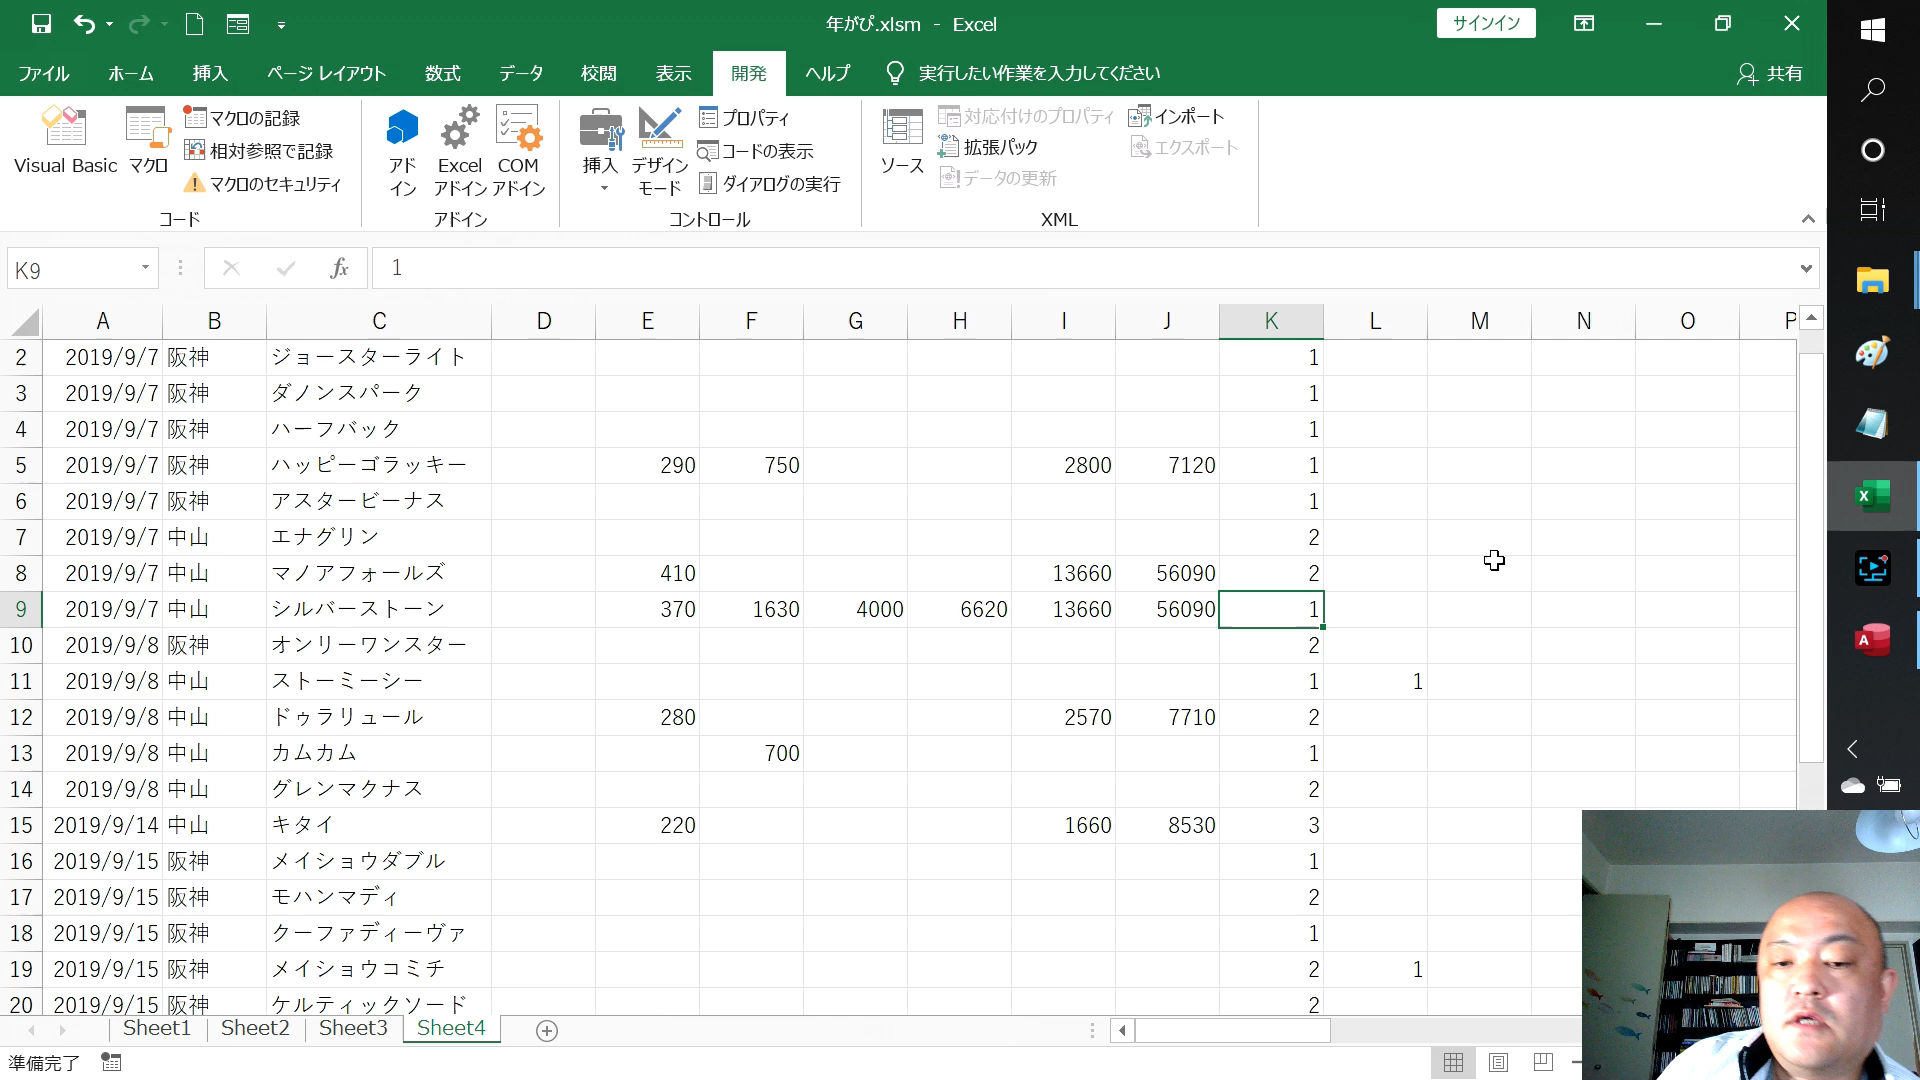 年がぴ.xlsm - Excel
サインイン
ファイル ホーム 挿入 ページ レイアウト 数式 データ 校閲 表示 開発 ヘルプ 実行したい作業を入力してください 共有
Visual Basic
マクロ
マクロの記録
相対参照で記録
マクロのセキュリティ
コード
アド
イン
Excel
アドイン
COM
アドイン
アドイン
挿入
デザイン
モード
プロパティ
コードの表示
ダイアログの実行
コントロール
ソース
対応付けのプロパティ
拡張パック
データの更新
インポート
エクスポート
XML
K9 fx 1
A B C D E F G H I J K L M N O P
2 2019/9/7 阪神 ジョースターライト 1
3 2019/9/7 阪神 ダノンスパーク 1
4 2019/9/7 阪神 ハーフバック 1
5 2019/9/7 阪神 ハッピーゴラッキー 290 750 2800 7120 1
6 2019/9/7 阪神 アスタービーナス 1
7 2019/9/7 中山 エナグリン 2
8 2019/9/7 中山 マノアフォールズ 410 13660 56090 2
9 2019/9/7 中山 シルバーストーン 370 1630 4000 6620 13660 56090 1
10 2019/9/8 阪神 オンリーワンスター 2
11 2019/9/8 中山 ストーミーシー 1 1
12 2019/9/8 中山 ドゥラリュール 280 2570 7710 2
13 2019/9/8 中山 カムカム 700 1
14 2019/9/8 中山 グレンマクナス 2
15 2019/9/14 中山 キタイ 220 1660 8530 3
16 2019/9/15 阪神 メイショウダブル 1
17 2019/9/15 阪神 モハンマディ 2
18 2019/9/15 阪神 クーファディーヴァ 1
19 2019/9/15 阪神 メイショウコミチ 2 1
20 2019/9/15 阪神 ケルティックソード 2
Sheet1 Sheet2 Sheet3 Sheet4
準備完了